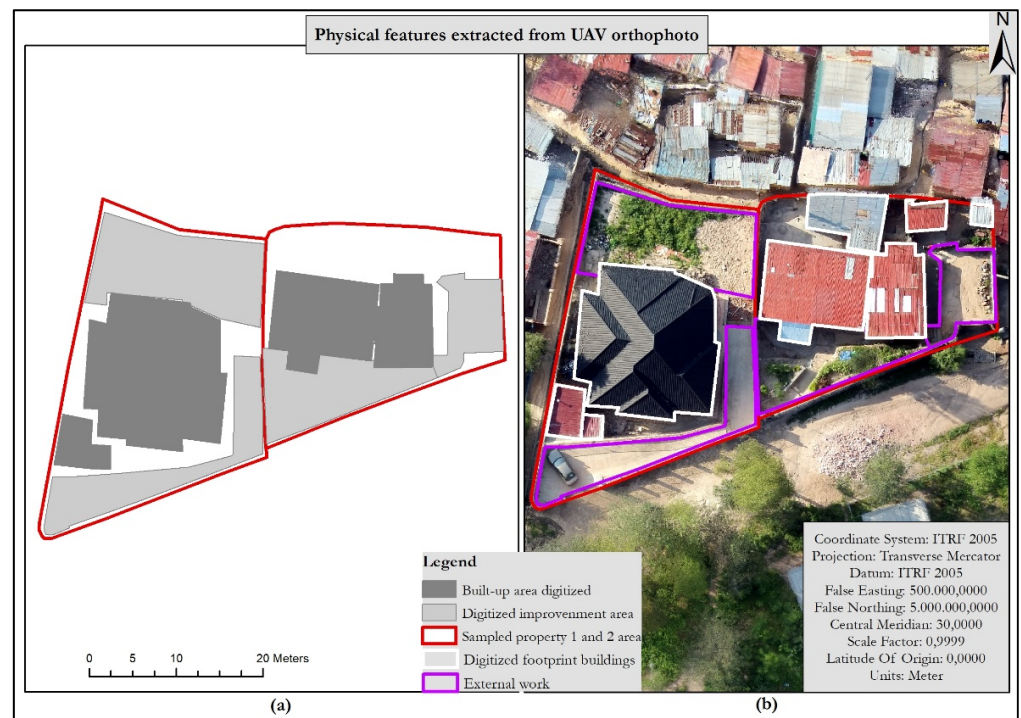 Physical features extracted from UAV orthophoto
N
Legend
Built-up area digitized
Digitized improvenment area
Sampled property 1 and 2 area
Digitized footprint buildings
External work
0 5 10 20 Meters
Coordinate System: ITRF 2005
Projection: Transverse Mercator
Datum: ITRF 2005
False Easting: 500.000,0000
False Northing: 5.000.000,0000
Central Meridian: 30,0000
Scale Factor: 0,9999
Latitude Of Origin: 0,0000
Units: Meter
(a)
(b)